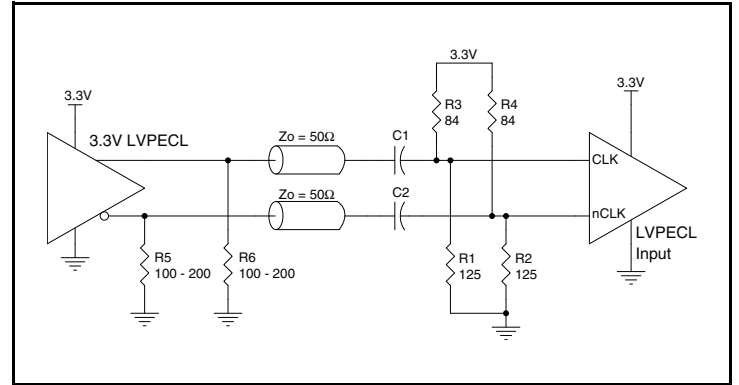 3.3V
3.3V LVPECL
R5
100 - 200
R6
100 - 200
Zo = 50Ω
Zo = 50Ω
C1
C2
3.3V
R3
84
R4
84
R1
125
R2
125
3.3V
CLK
nCLK
LVPECL
Input